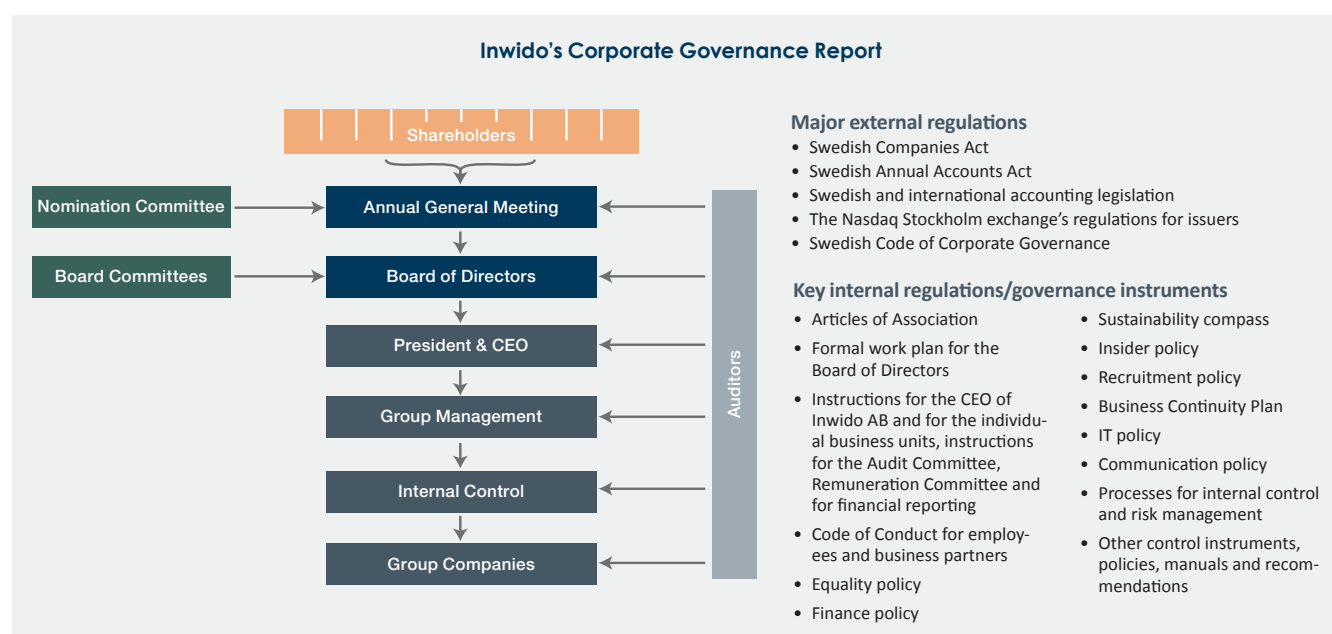 Inwido's Corporate Governance Report
Shareholders
Nomination Committee
Annual General Meeting
Board Committees
Board of Directors
President & CEO
Group Management
Internal Control
Group Companies
Auditors
Major external regulations
• Swedish Companies Act
• Swedish Annual Accounts Act
• Swedish and international accounting legislation
• The Nasdaq Stockholm exchange's regulations for issuers
• Swedish Code of Corporate Governance
Key internal regulations/governance instruments
• Articles of Association
• Formal work plan for the
Board of Directors
• Instructions for the CEO of
Inwido AB and for the individu-
al business units, instructions
for the Audit Committee,
Remuneration Committee and
for financial reporting
• Code of Conduct for employ-
ees and business partners
• Equality policy
• Finance policy
• Sustainability compass
• Insider policy
• Recruitment policy
• Business Continuity Plan
• IT policy
• Communication policy
• Processes for internal control
and risk management
• Other control instruments,
policies, manuals and recom-
mendations